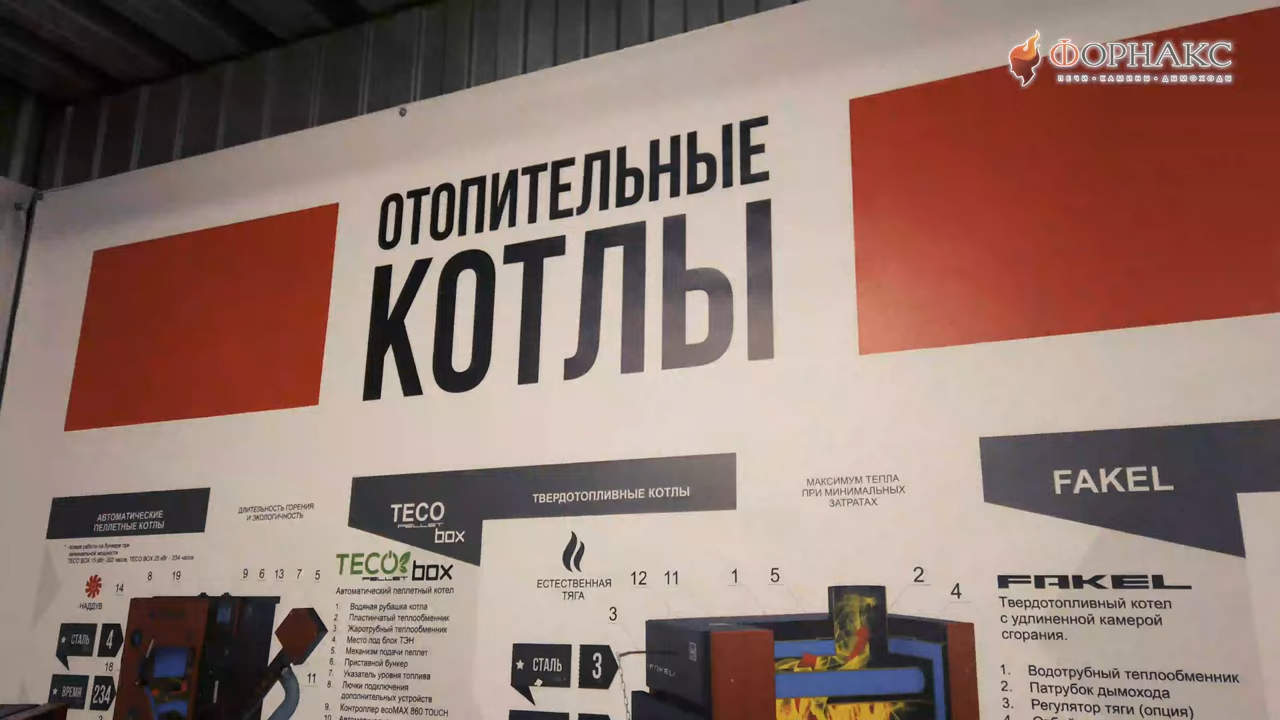 ФОРНАКС
ПЕЧИ • КАМИНЫ • ДЫМОХОДЫ
ОТОПИТЕЛЬНЫЕ
КОТЛЫ
АВТОМАТИЧЕСКИЕ
ПЕЛЛЕТНЫЕ КОТЛЫ
ДЛИТЕЛЬНОСТЬ ГОРЕНИЯ
И ЭКОЛОГИЧНОСТЬ
НАДДУВ
14
8 19
9 6 13 7 5
СТАЛЬ 4
18
ВРЕМЯ 234
11
TECO
PELLET
box
TECO
PELLET box
Автоматический пеллетный котел
1 Водяная рубашка котла
2. Пластинчатый теплообменник
3 Жаротрубный теплообменник
4 Место под блок ТЭН
5 Механизм подачи пеллет
6 Приставной бункер
7 Указатель уровня топлива
8 Лючки подключения
дополнительных устройств
9. Контроллер ecoMAX 860 TOUCH
ТВЕРДОТОПЛИВНЫЕ КОТЛЫ
МАКСИМУМ ТЕПЛА
ПРИ МИНИМАЛЬНЫХ
ЗАТРАТАХ
ЕСТЕСТВЕННАЯ
ТЯГА
12 11 1 5 2
3 4
СТАЛЬ 3
FAKEL
FAKEL
FAKEL
Твердотопливный котел
с удлиненной камерой
сгорания.
1. Водотрубный теплообменник
2. Патрубок дымохода
3. Регулятор тяги (опция)